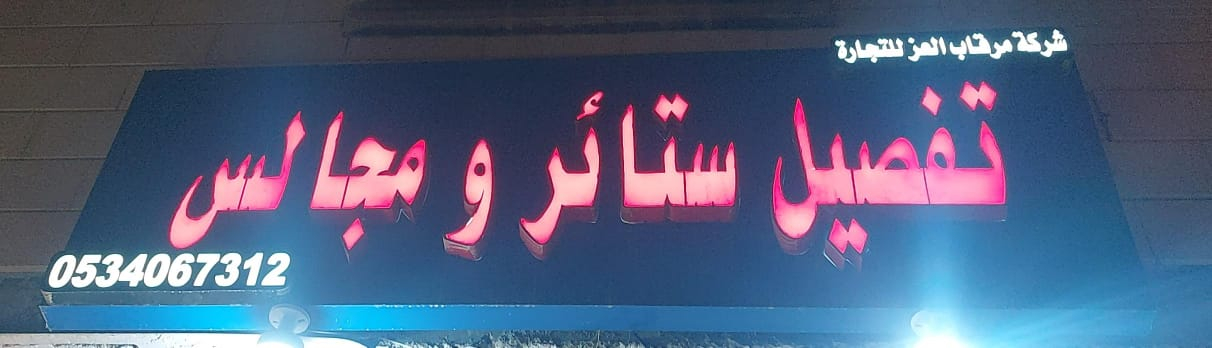 شركة مرقاب العز للتجارة
تفصيل ستائر و مجالس
0534067312